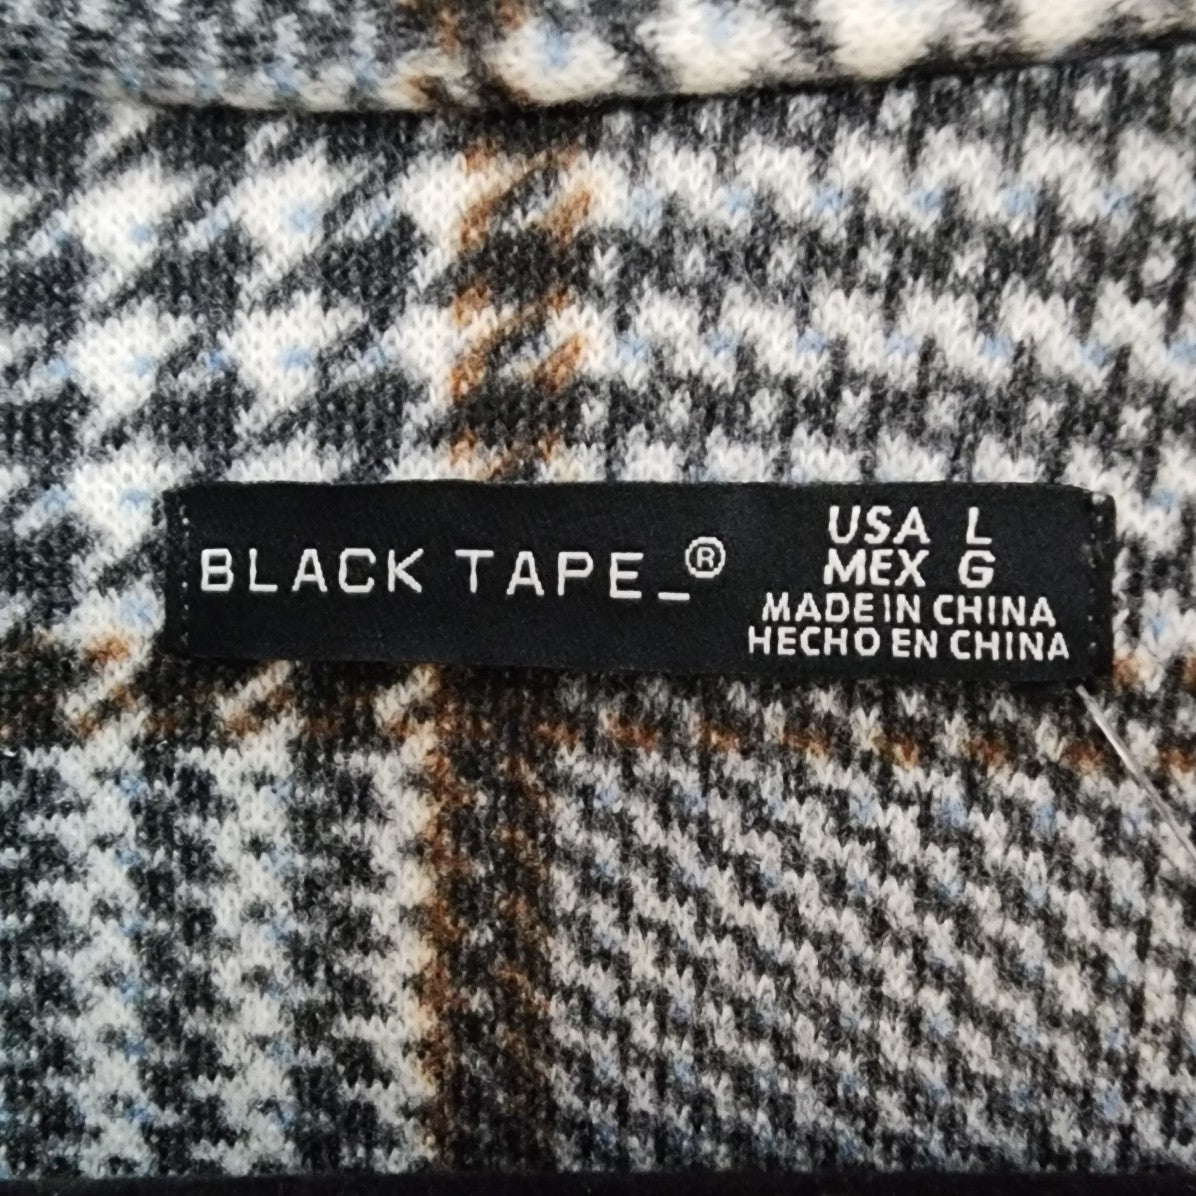 BLACK TAPE_®
USA L
MEX G
MADE IN CHINA
HECHO EN CHINA